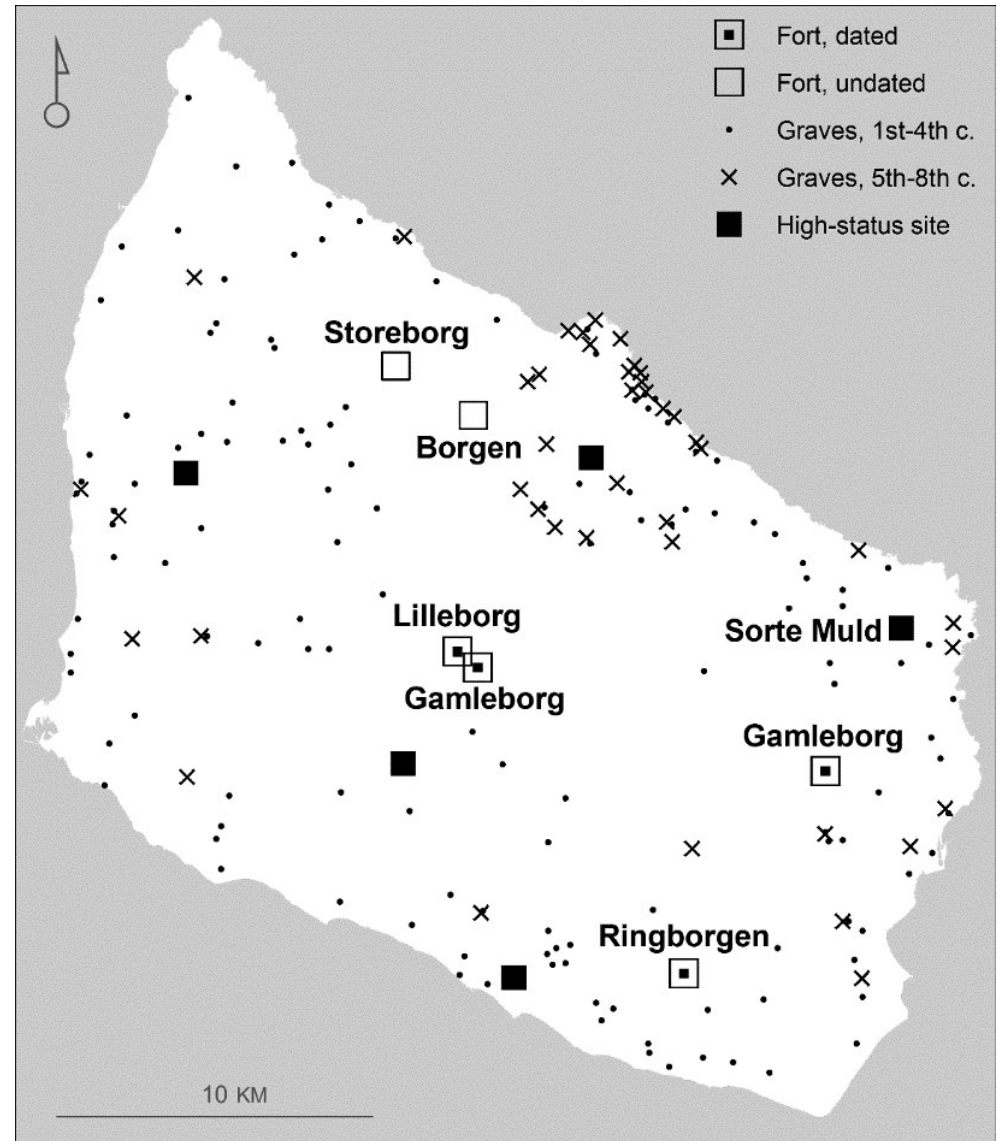 Fort, dated
Fort, undated
Graves, 1st-4th c.
Graves, 5th-8th c.
High-status site
Storeborg
Borgen
Lilleborg
Sorte Muld
Gamleborg
Gamleborg
Ringborgen
10 KM